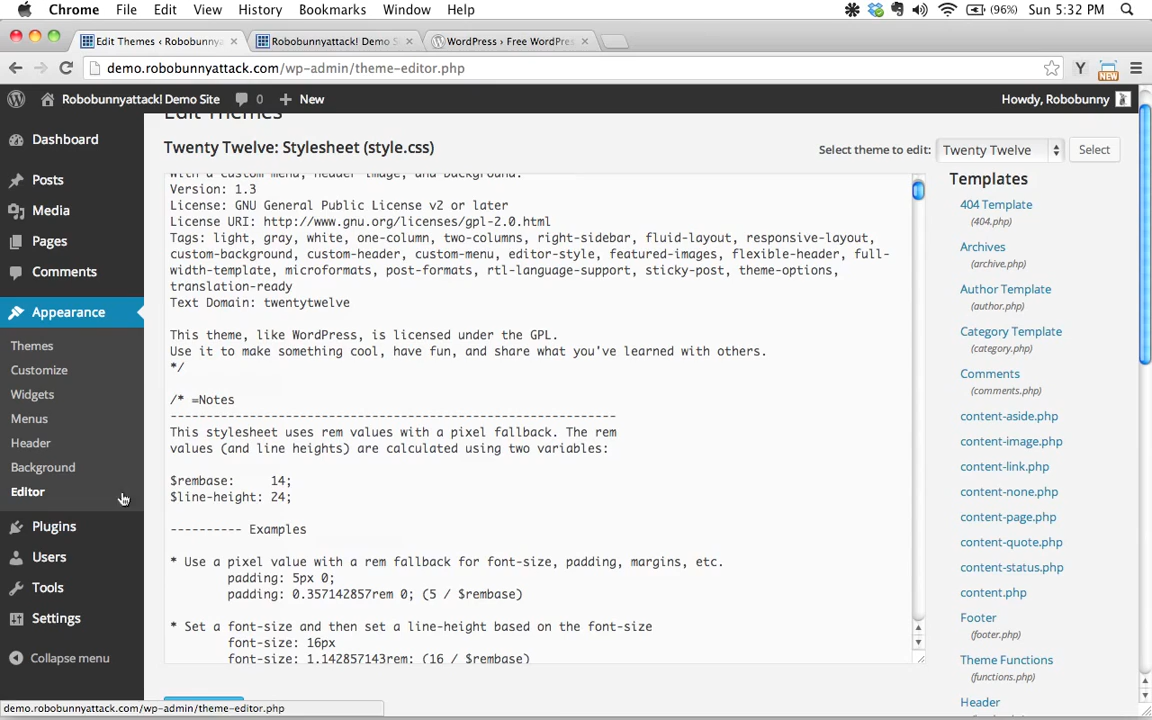 Chrome File Edit View History Bookmarks Window Help (96%) Sun 5:32 PM
Edit Themes ‹ Robobunnya Robobunnyattack! Demo S WordPress › Free WordPre
demo.robobunnyattack.com/wp-admin/theme-editor.php Y NEW
Robobunnyattack! Demo Site 0 + New Howdy, Robobunny
Edit Themes
Twenty Twelve: Stylesheet (style.css)
Select theme to edit: Twenty Twelve Select
Dashboard
Posts
Media
Pages
Comments
Appearance
Themes
Customize
Widgets
Menus
Header
Background
Editor
Plugins
Users
Tools
Settings
Collapse menu
with a custom menu, header image, and background.
Version: 1.3
License: GNU General Public License v2 or later
License URI: http://www.gnu.org/licenses/gpl-2.0.html
Tags: light, gray, white, one-column, two-columns, right-sidebar, fluid-layout, responsive-layout,
custom-background, custom-header, custom-menu, editor-style, featured-images, flexible-header, full-
width-template, microformats, post-formats, rtl-language-support, sticky-post, theme-options,
translation-ready
Text Domain: twentytwelve
This theme, like WordPress, is licensed under the GPL.
Use it to make something cool, have fun, and share what you've learned with others.
*/
/* =Notes
--------------------------------------------------------------
This stylesheet uses rem values with a pixel fallback. The rem
values (and line heights) are calculated using two variables:
$rembase: 14;
$line-height: 24;
---------- Examples
* Use a pixel value with a rem fallback for font-size, padding, margins, etc.
padding: 5px 0;
padding: 0.357142857rem 0; (5 / $rembase)
* Set a font-size and then set a line-height based on the font-size
font-size: 16px
font-size: 1.142857143rem; (16 / $rembase)
Templates
404 Template
(404.php)
Archives
(archive.php)
Author Template
(author.php)
Category Template
(category.php)
Comments
(comments.php)
content-aside.php
content-image.php
content-link.php
content-none.php
content-page.php
content-quote.php
content-status.php
content.php
Footer
(footer.php)
Theme Functions
(functions.php)
Header
demo.robobunnyattack.com/wp-admin/theme-editor.php